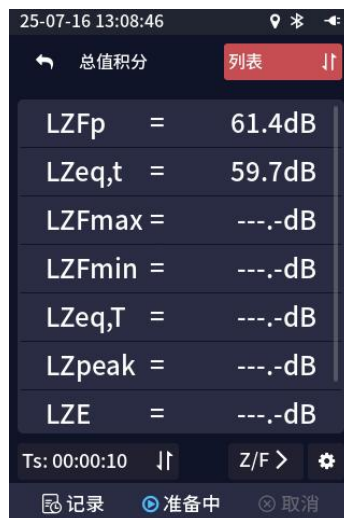 25-07-16 13:08:46
总值积分 列表
LZFp = 61.4dB
LZeq,t = 59.7dB
LZFmax = ---.-dB
LZFmin = ---.-dB
LZeq,T = ---.-dB
LZpeak = ---.-dB
LZE = ---.-dB
Ts: 00:00:10 Z/F >
记录 准备中 取消